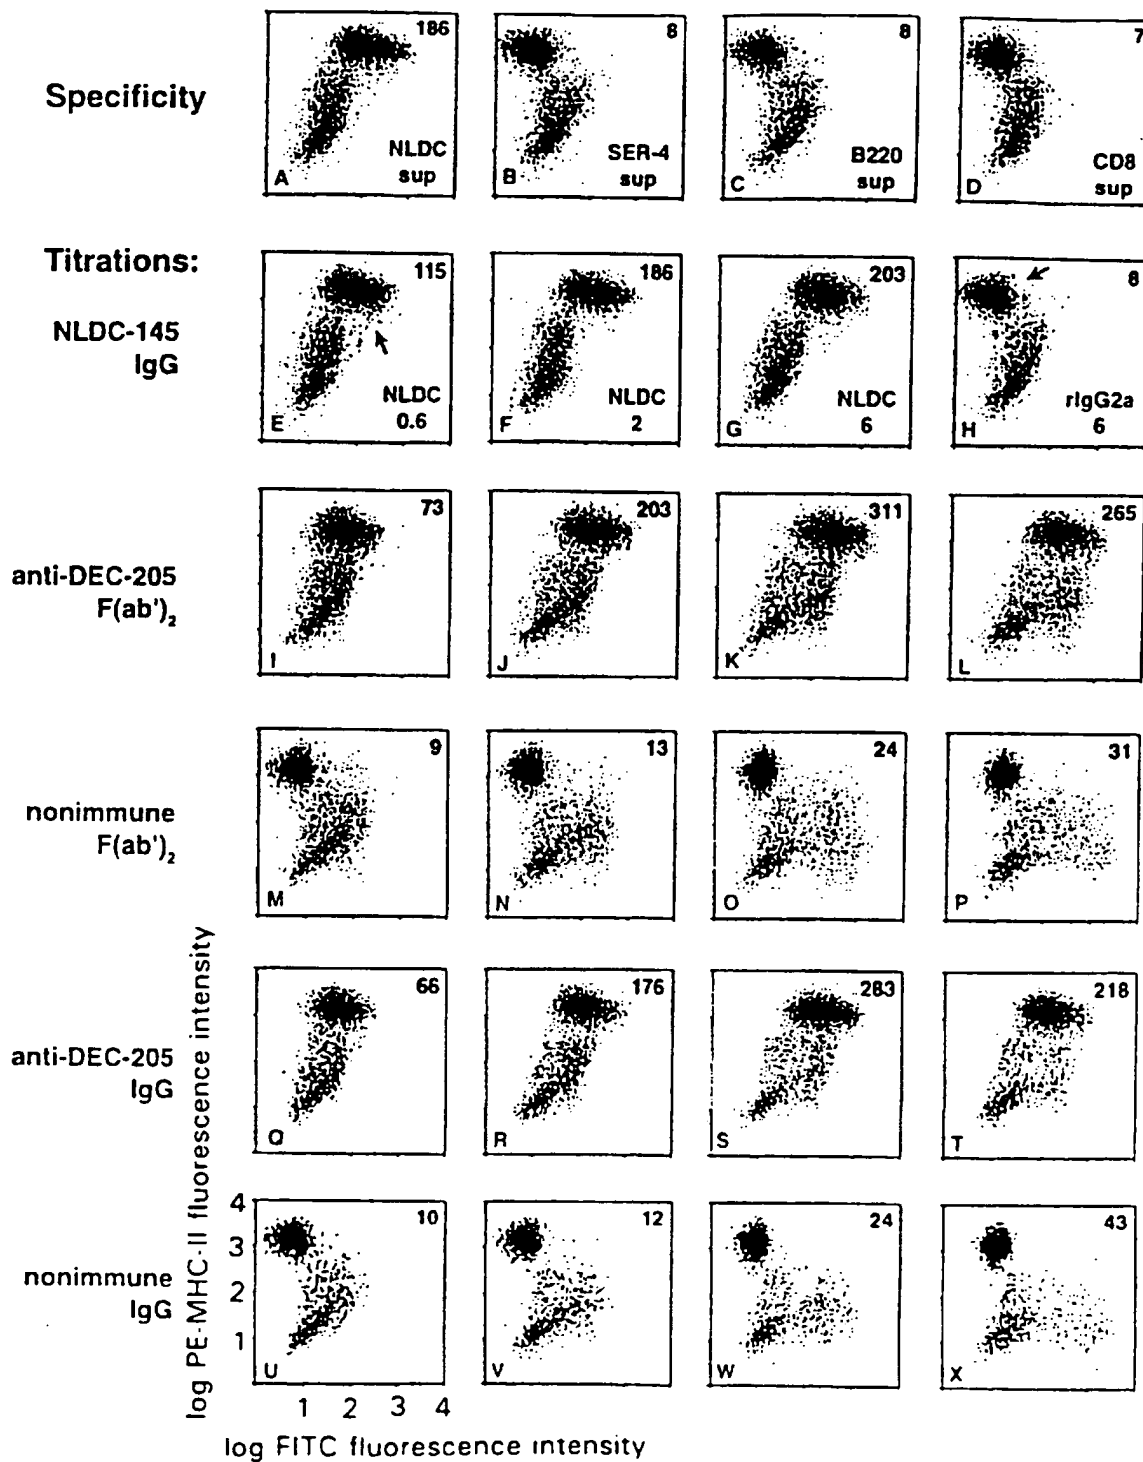 186
8
8
7
Specificity
NLDC
sup
SER-4
sup
B220
sup
CD8
sup
A
B
C
D
Titrations:
115
186
203
8
NLDC-145
IgG
NLDC
0.6
NLDC
2
NLDC
6
rIgG2a
6
E
F
G
H
73
203
311
265
anti-DEC-205
F(ab')₂
I
J
K
L
9
13
24
31
nonimmune
F(ab')₂
M
N
O
P
66
176
283
218
anti-DEC-205
IgG
Q
R
S
T
10
12
24
43
nonimmune
IgG
U
V
W
X
4
3
2
1
1 2 3 4
log PE-MHC-II fluorescence intensity
log FITC fluorescence intensity